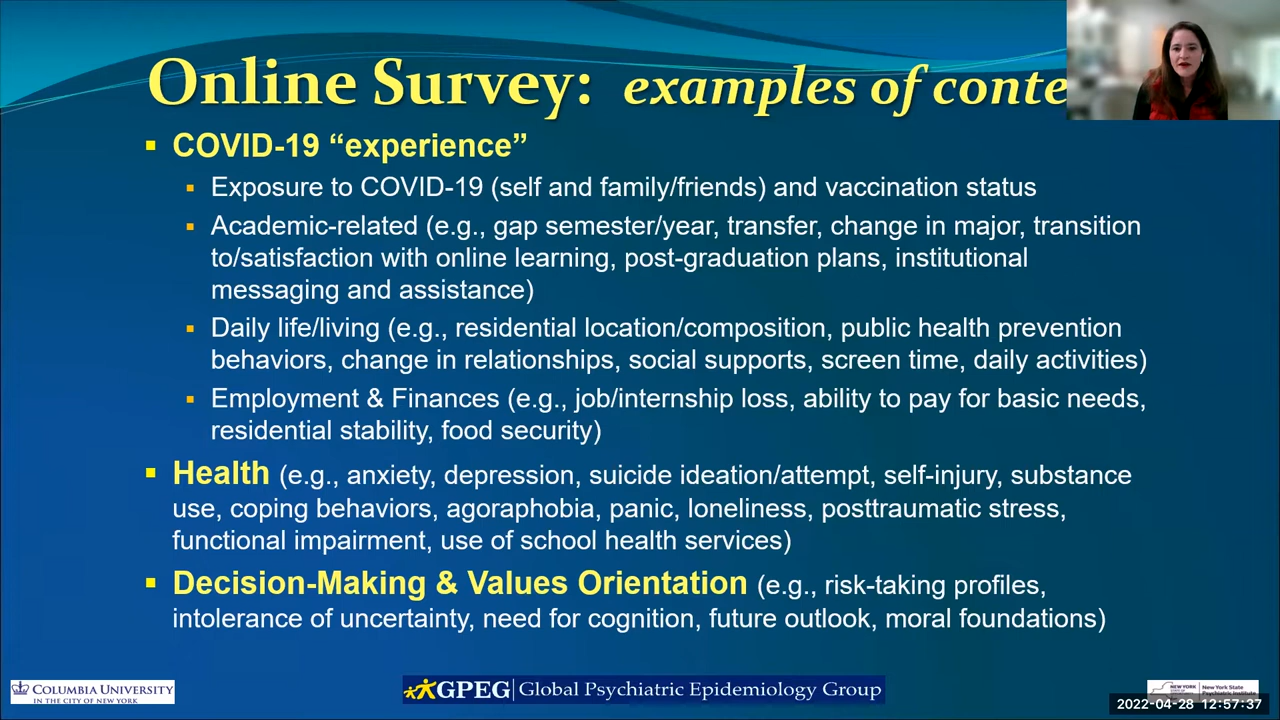 Online Survey: examples of conte
▪ COVID-19 “experience”
▪ Exposure to COVID-19 (self and family/friends) and vaccination status
▪ Academic-related (e.g., gap semester/year, transfer, change in major, transition
to/satisfaction with online learning, post-graduation plans, institutional
messaging and assistance)
▪ Daily life/living (e.g., residential location/composition, public health prevention
behaviors, change in relationships, social supports, screen time, daily activities)
▪ Employment & Finances (e.g., job/internship loss, ability to pay for basic needs,
residential stability, food security)
▪ Health (e.g., anxiety, depression, suicide ideation/attempt, self-injury, substance
use, coping behaviors, agoraphobia, panic, loneliness, posttraumatic stress,
functional impairment, use of school health services)
▪ Decision-Making & Values Orientation (e.g., risk-taking profiles,
intolerance of uncertainty, need for cognition, future outlook, moral foundations)
COLUMBIA UNIVERSITY
IN THE CITY OF NEW YORK
GPEG Global Psychiatric Epidemiology Group
NEW YORK
New York State
Psychiatric Institute
2022-04-28 12:57:37